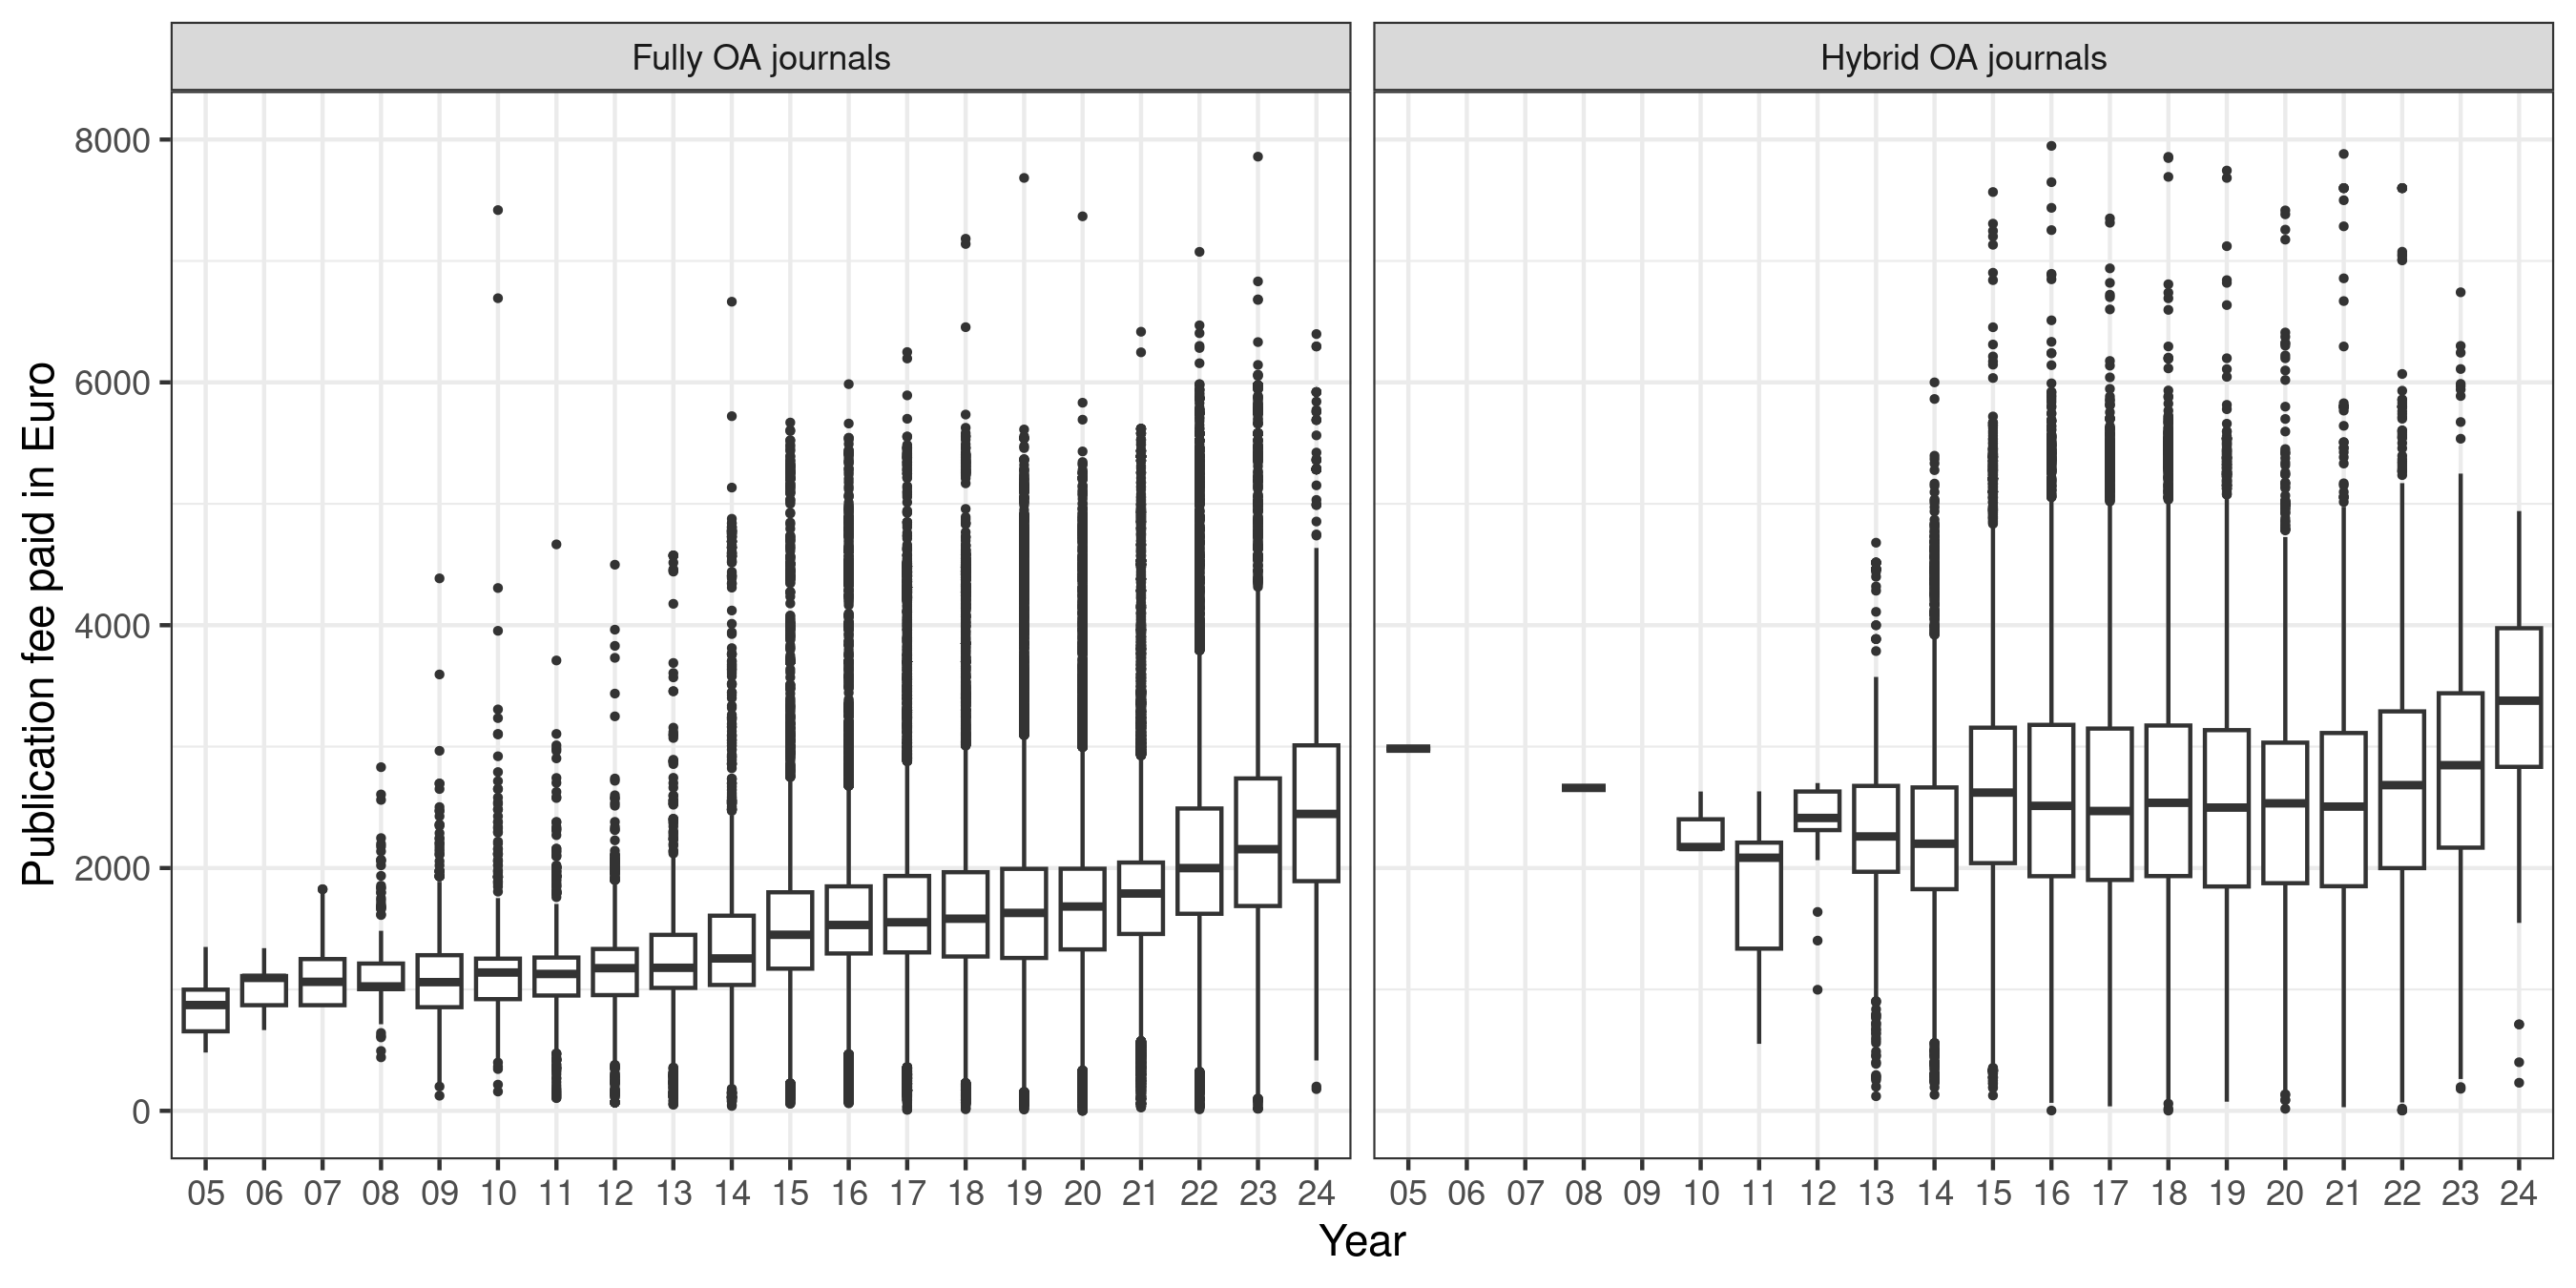 Fully OA journals
Hybrid OA journals
Publication fee paid in Euro
8000
6000
4000
2000
0
05 06 07 08 09 10 11 12 13 14 15 16 17 18 19 20 21 22 23 24
05 06 07 08 09 10 11 12 13 14 15 16 17 18 19 20 21 22 23 24
Year